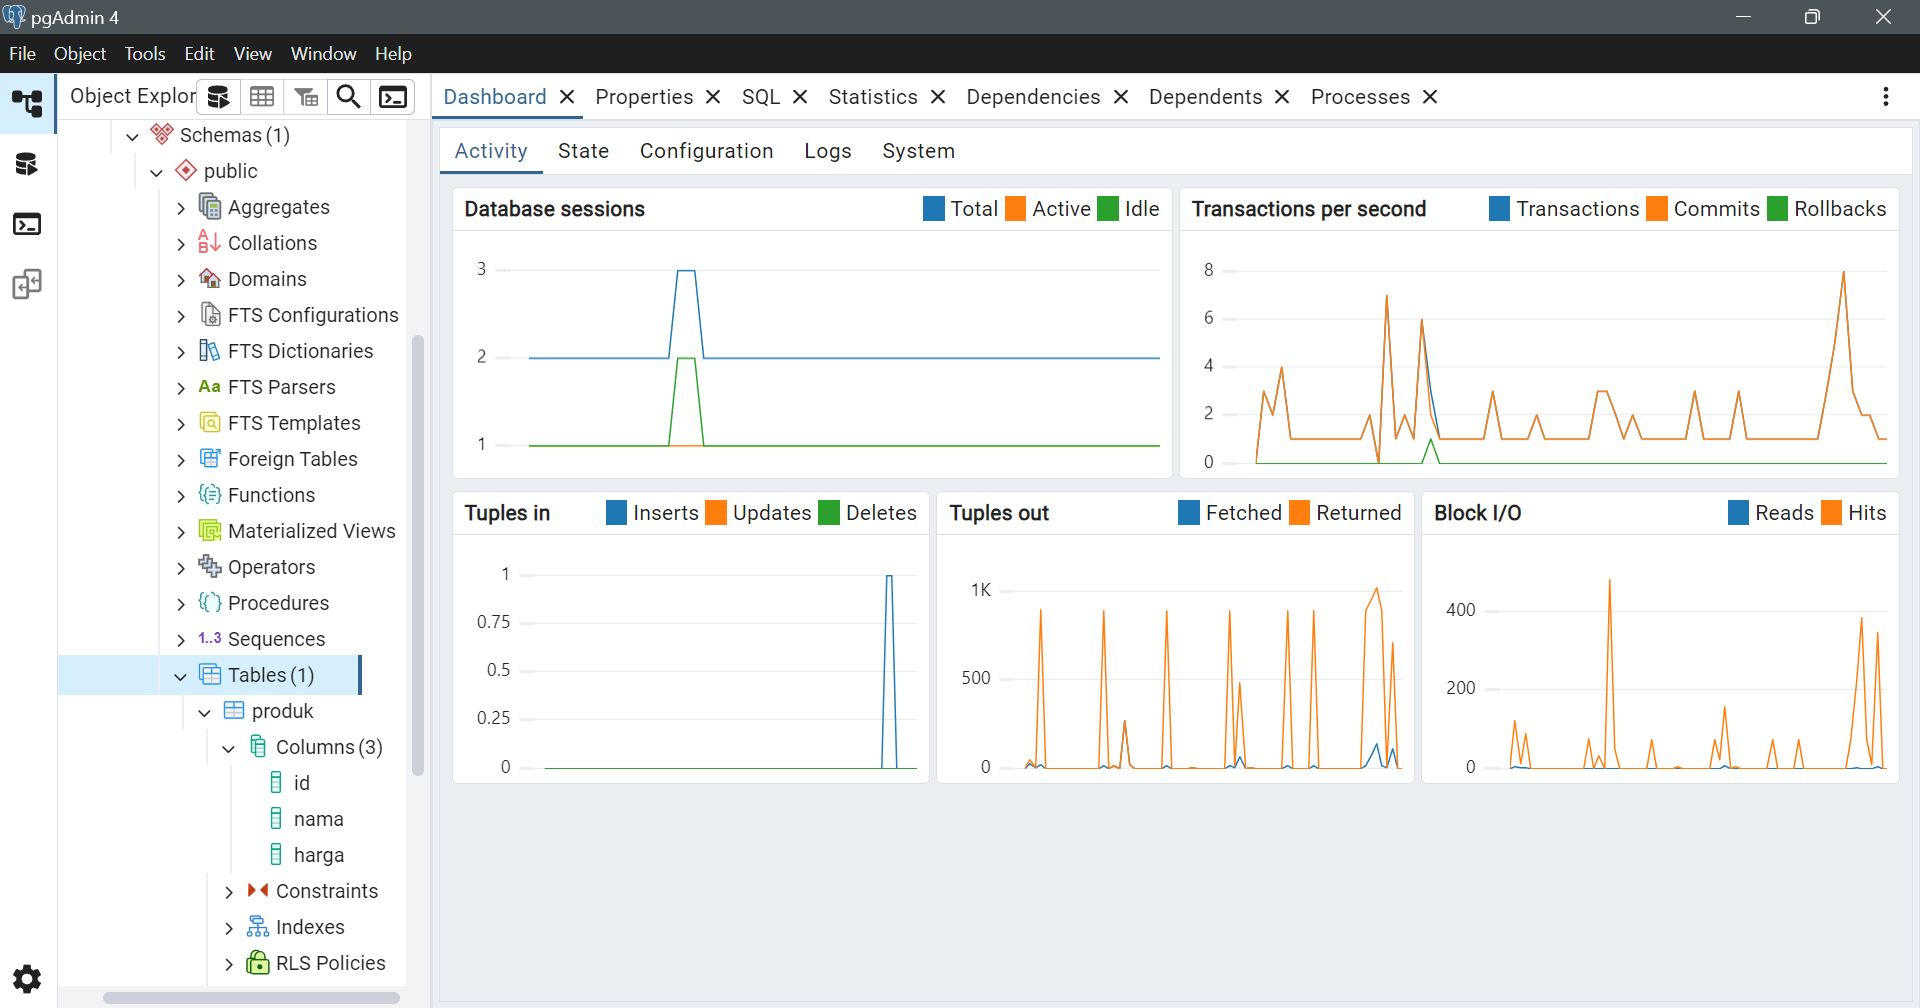 pgAdmin 4
File Object Tools Edit View Window Help
Object Explor
Dashboard Properties SQL Statistics Dependencies Dependents Processes
Activity State Configuration Logs System
Schemas (1)
public
Aggregates
Collations
Domains
FTS Configurations
FTS Dictionaries
Aa FTS Parsers
FTS Templates
Foreign Tables
Functions
Materialized Views
Operators
Procedures
1..3 Sequences
Tables (1)
produk
Columns (3)
id
nama
harga
Constraints
Indexes
RLS Policies
Database sessions Total Active Idle
3
2
1
Transactions per second Transactions Commits Rollbacks
8
6
4
2
0
Tuples in Inserts Updates Deletes
1
0.75
0.5
0.25
0
Tuples out Fetched Returned
1K
500
0
Block I/O Reads Hits
400
200
0